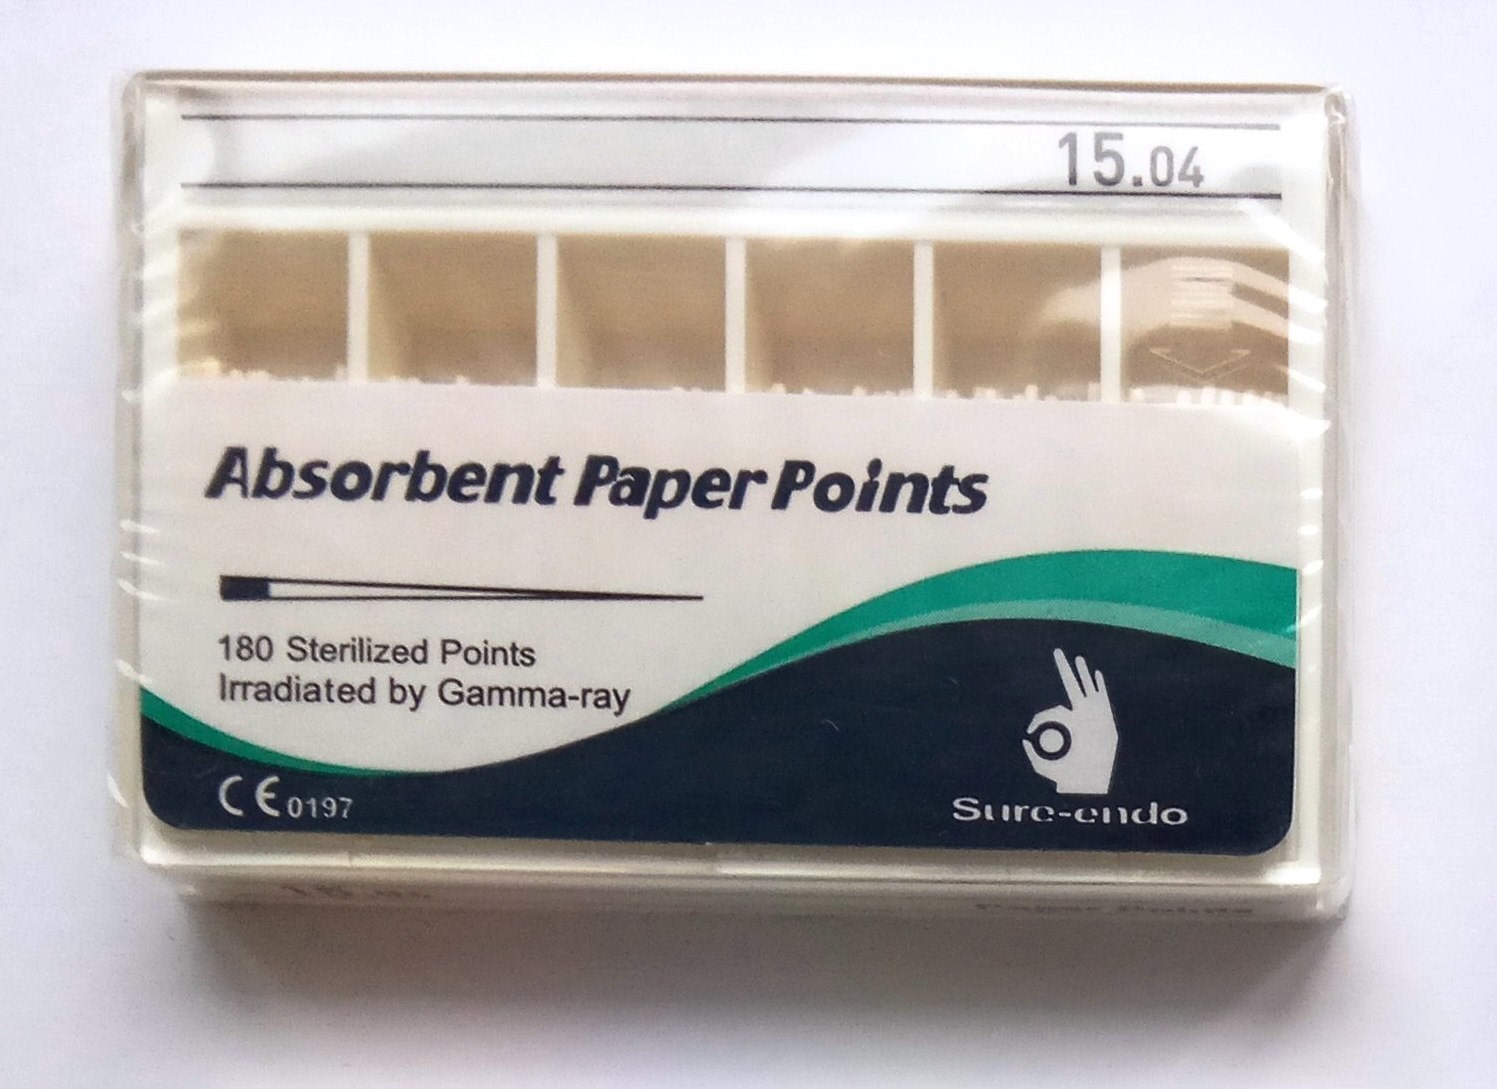 15.04
Absorbent Paper Points
180 Sterilized Points
Irradiated by Gamma-ray
CE 0197
Sure-endo